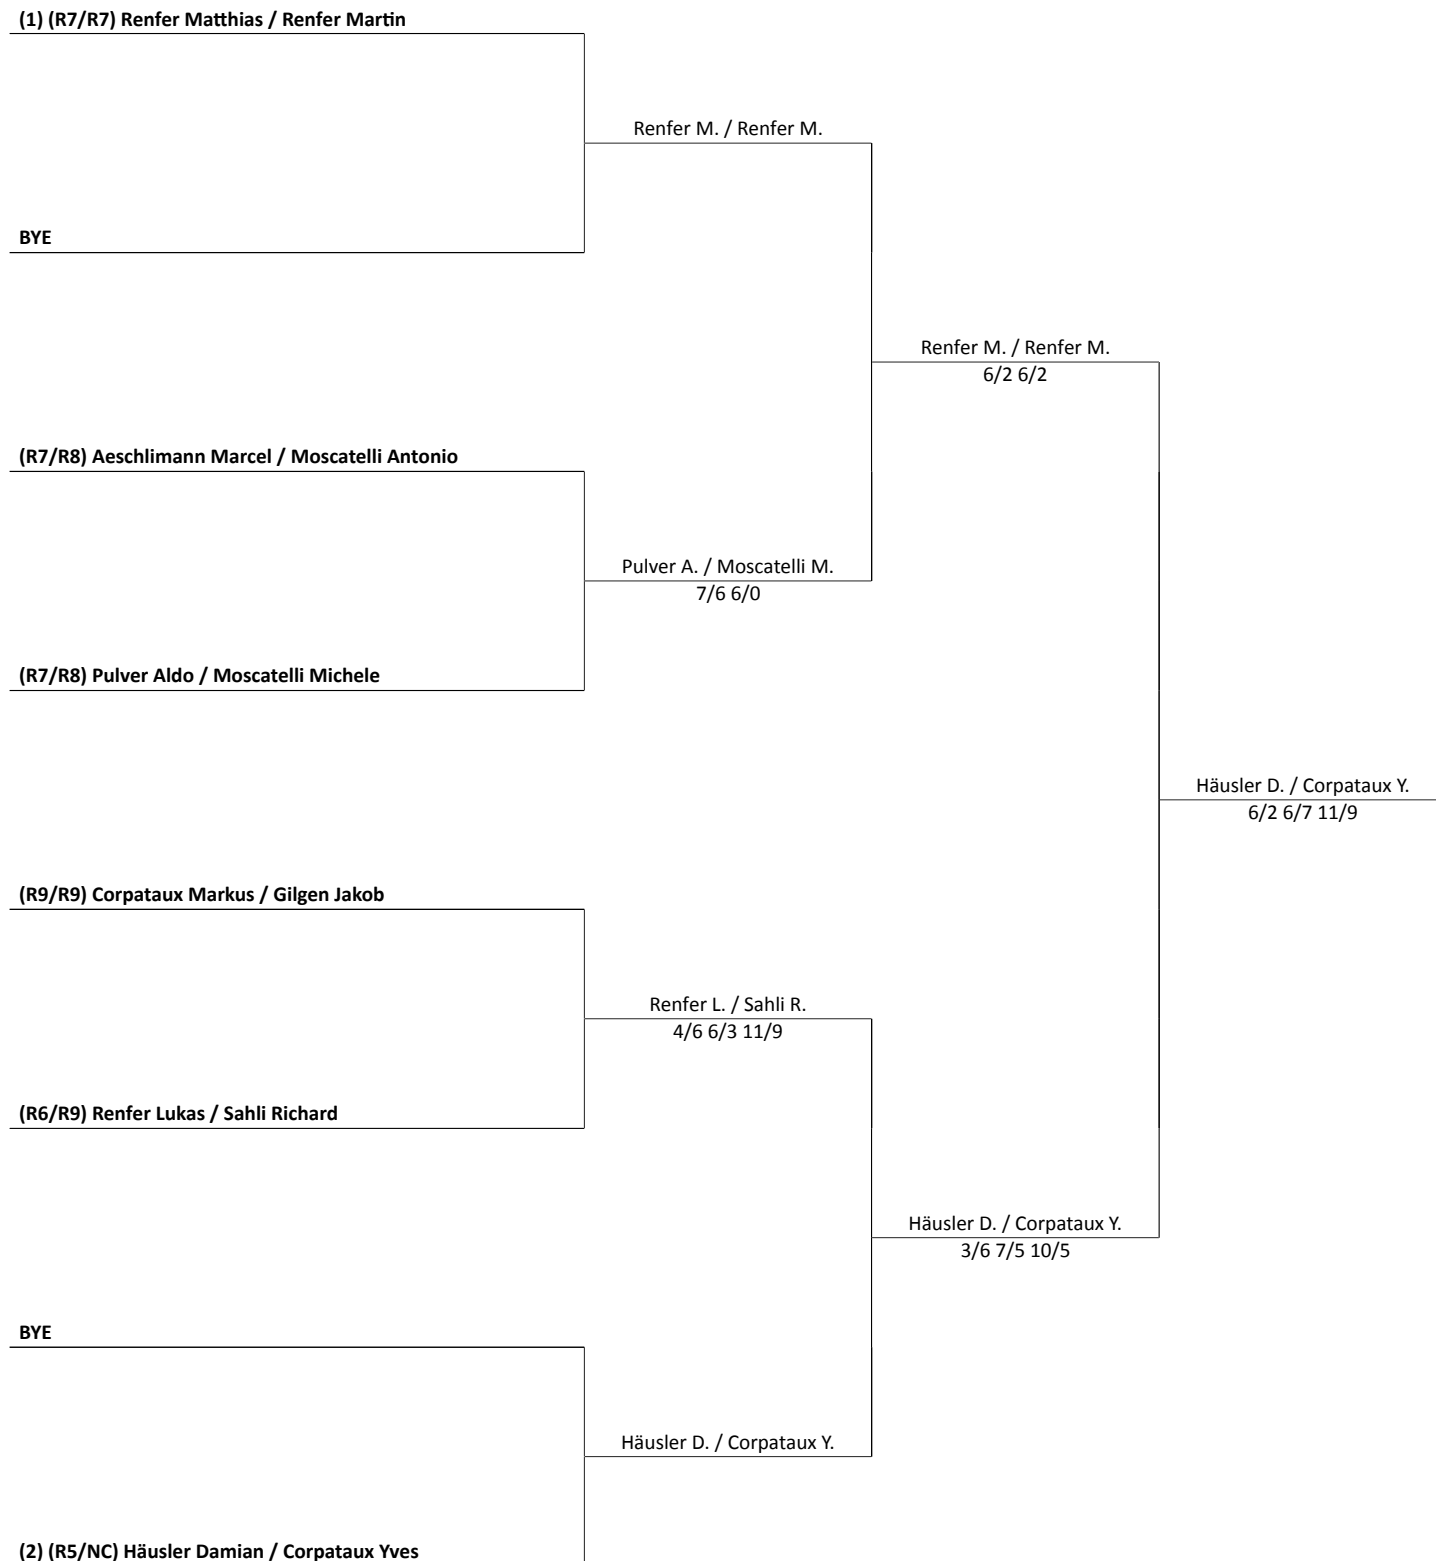 (1) (R7/R7) Renfer Matthias / Renfer Martin
Renfer M. / Renfer M.
BYE
Renfer M. / Renfer M.
6/2 6/2
(R7/R8) Aeschlimann Marcel / Moscatelli Antonio
Pulver A. / Moscatelli M.
7/6 6/0
(R7/R8) Pulver Aldo / Moscatelli Michele
Häusler D. / Corpataux Y.
6/2 6/7 11/9
(R9/R9) Corpataux Markus / Gilgen Jakob
Renfer L. / Sahli R.
4/6 6/3 11/9
(R6/R9) Renfer Lukas / Sahli Richard
Häusler D. / Corpataux Y.
3/6 7/5 10/5
BYE
Häusler D. / Corpataux Y.
(2) (R5/NC) Häusler Damian / Corpataux Yves